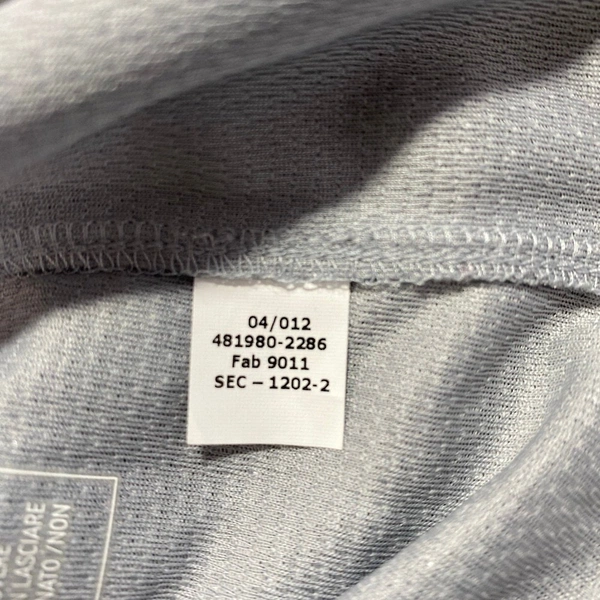 04/012
481980-2286
Fab 9011
SEC – 1202-2
N LASCIARE
NATO /NON